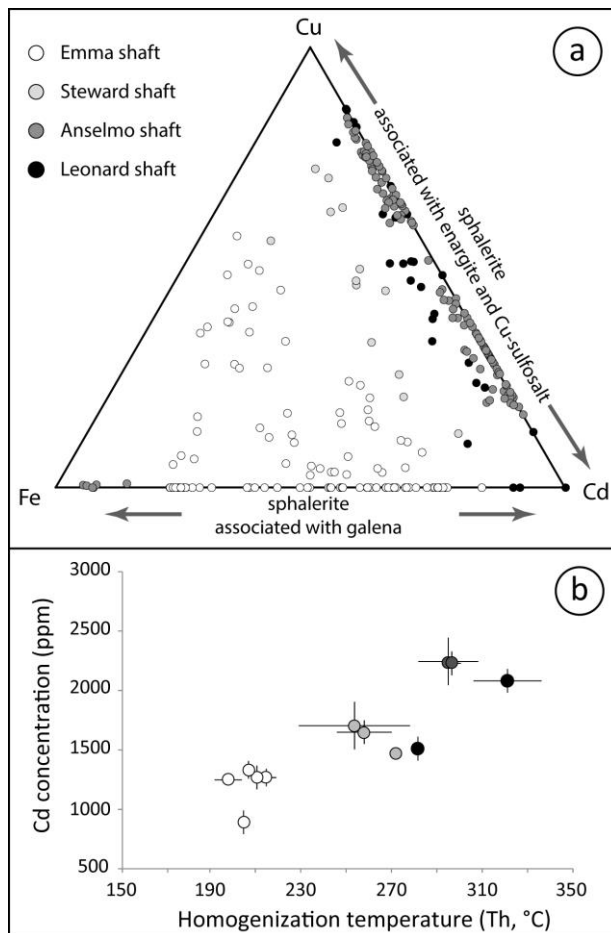 a
Cu
Emma shaft
Steward shaft
Anselmo shaft
Leonard shaft
sphalerite
associated with enargite and Cu-sulfosalt
Fe
Cd
sphalerite
associated with galena
b
Cd concentration (ppm)
3000
2500
2000
1500
1000
500
150
190
230
270
310
350
Homogenization temperature (Th, °C)